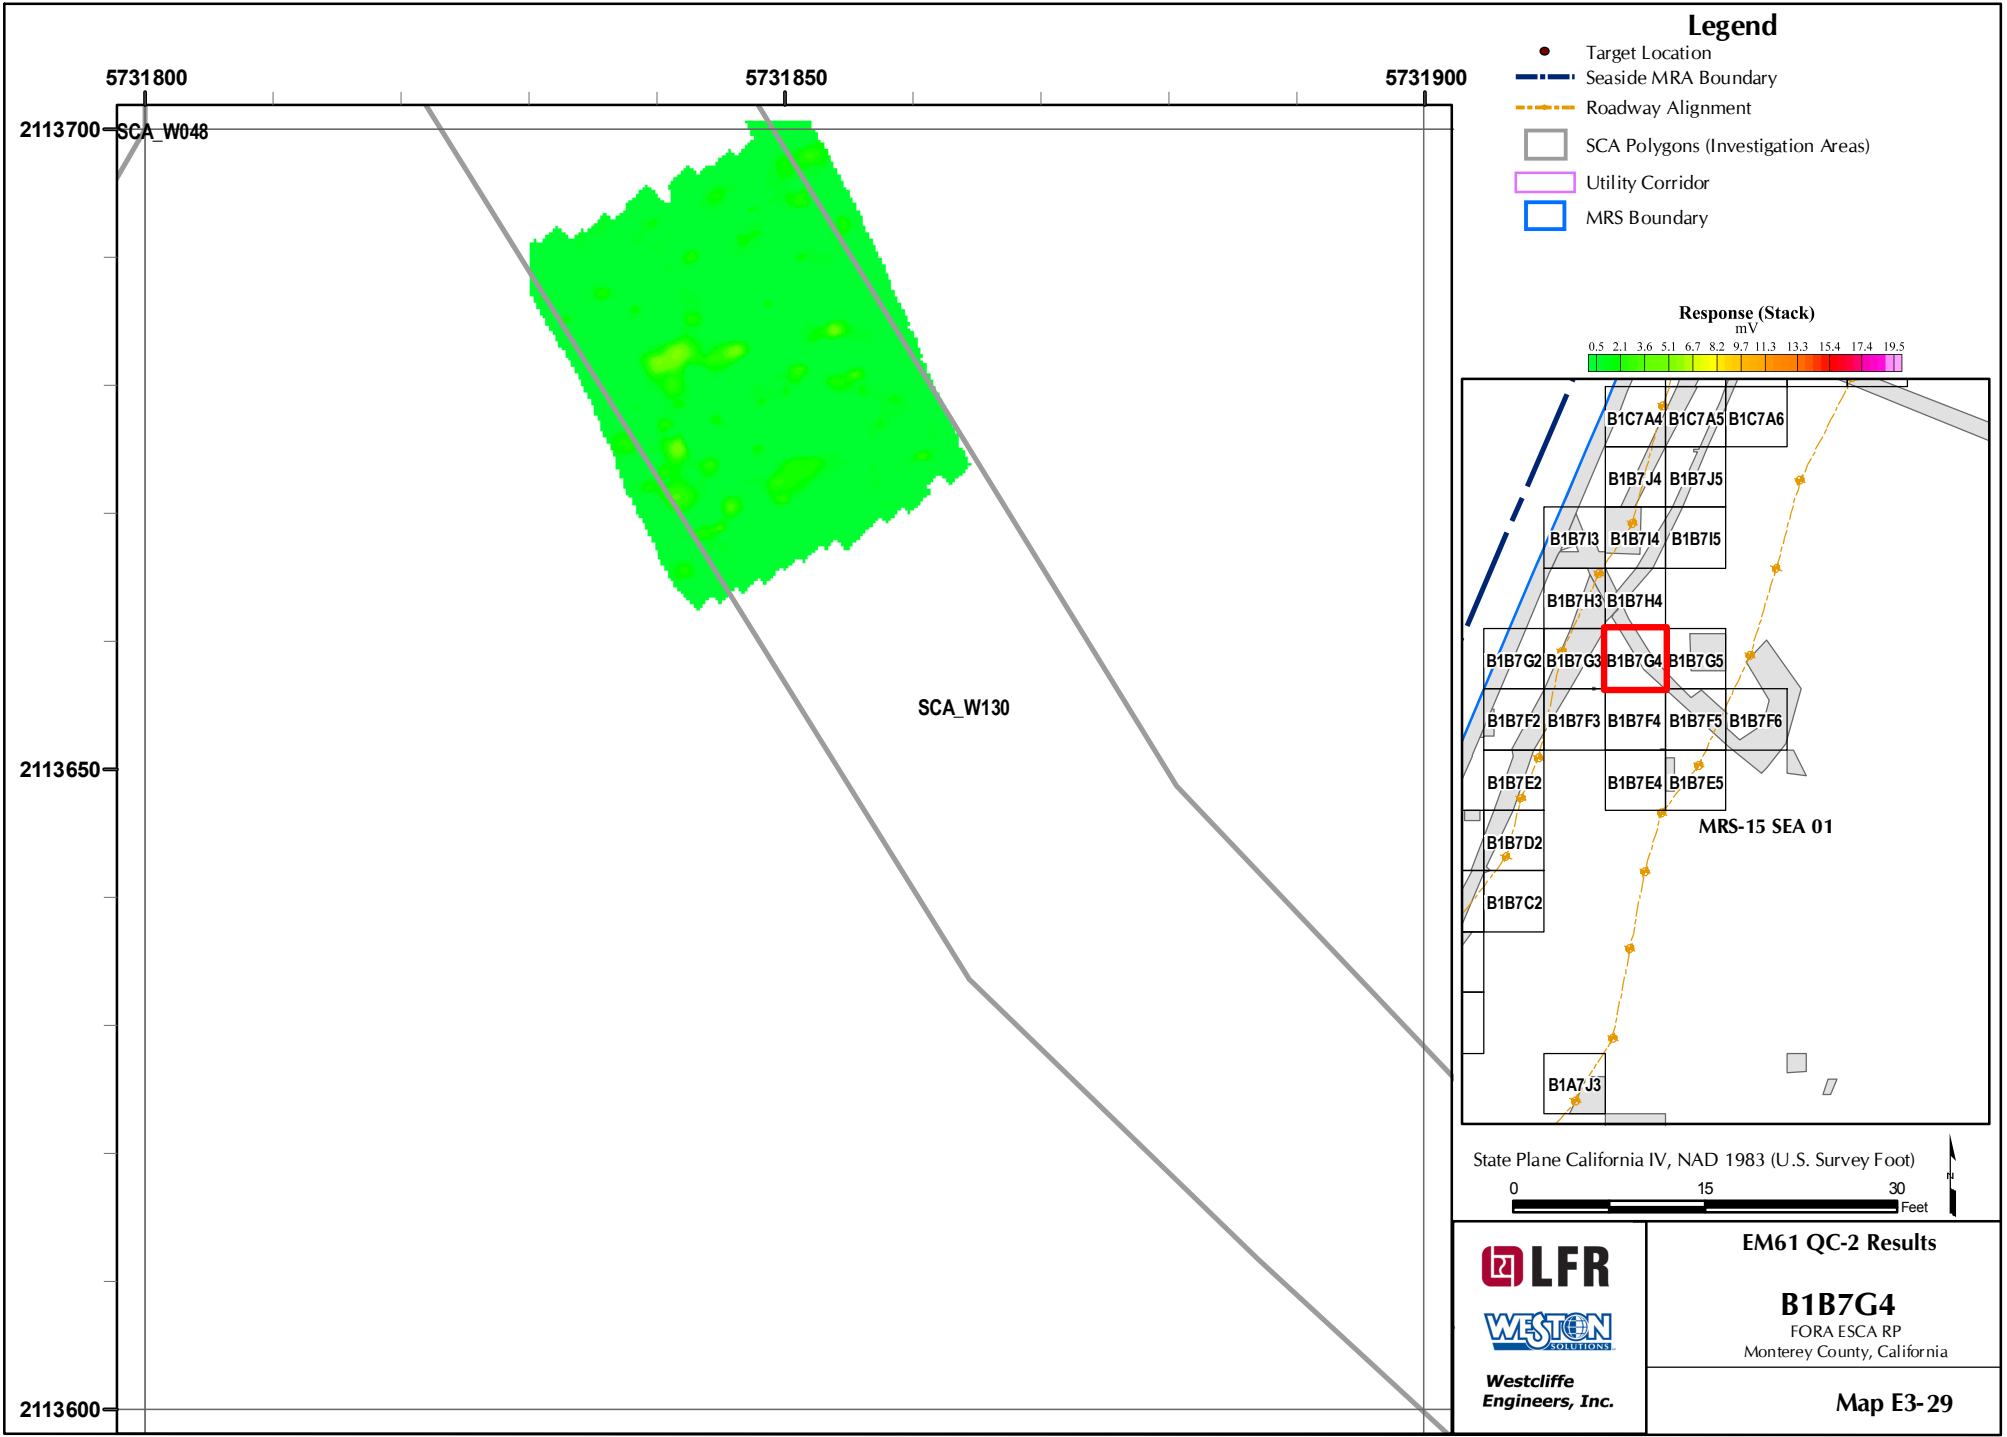 5731800
5731850
5731900
2113700
2113650
2113600
SCA_W048
SCA_W130
Legend
Target Location
Seaside MRA Boundary
Roadway Alignment
SCA Polygons (Investigation Areas)
Utility Corridor
MRS Boundary
Response (Stack)
mV
0.5 2.1 3.6 5.1 6.7 8.2 9.7 11.3 13.3 15.4 17.4 19.5
B1C7A4 B1C7A5 B1C7A6
B1B7J4 B1B7J5
B1B7I3 B1B7I4 B1B7I5
B1B7H3 B1B7H4
B1B7G2 B1B7G3 B1B7G4 B1B7G5
B1B7F2 B1B7F3 B1B7F4 B1B7F5 B1B7F6
B1B7E2 B1B7E4 B1B7E5
MRS-15 SEA 01
B1B7D2
B1B7C2
B1A7J3
State Plane California IV, NAD 1983 (U.S. Survey Foot)
0 15 30
Feet
N
LFR
WESTON
SOLUTIONS
Westcliffe
Engineers, Inc.
EM61 QC-2 Results
B1B7G4
FORA ESCA RP
Monterey County, California
Map E3-29